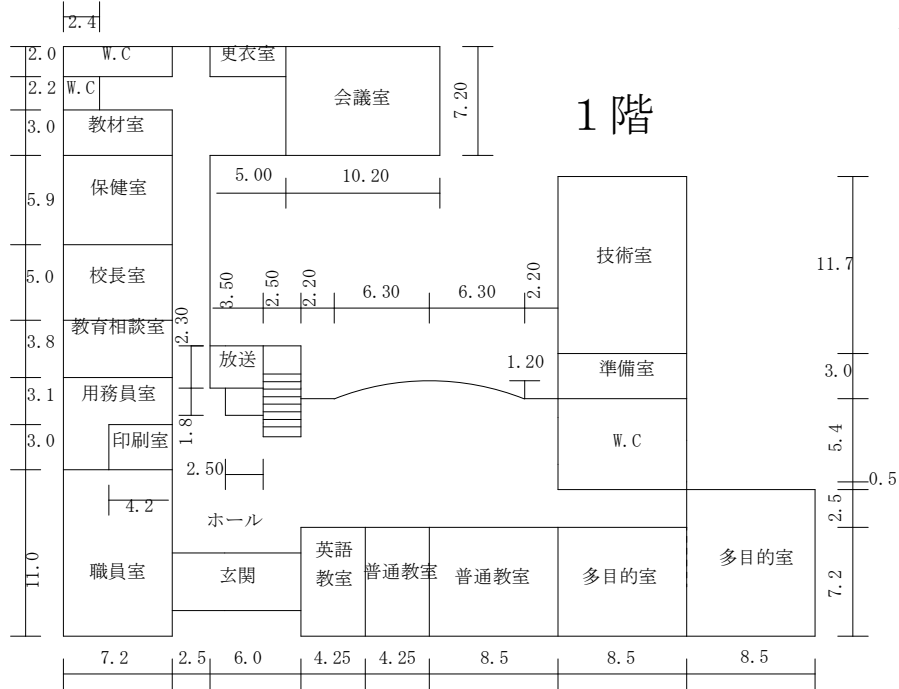 2.4
2.0
W.C
更衣室
2.2
W.C
会議室
7.20
1階
3.0
教材室
5.00
10.20
5.9
保健室
技術室
11.7
5.0
校長室
3.50
2.50
2.20
6.30
6.30
2.20
教育相談室
2.30
3.8
放送
1.20
準備室
3.0
3.1
用務員室
1.8
3.0
印刷室
W.C
5.4
2.50
0.5
4.2
2.5
ホール
11.0
職員室
玄関
英語
教室
普通教室
普通教室
多目的室
多目的室
7.2
7.2
2.5
6.0
4.25
4.25
8.5
8.5
8.5